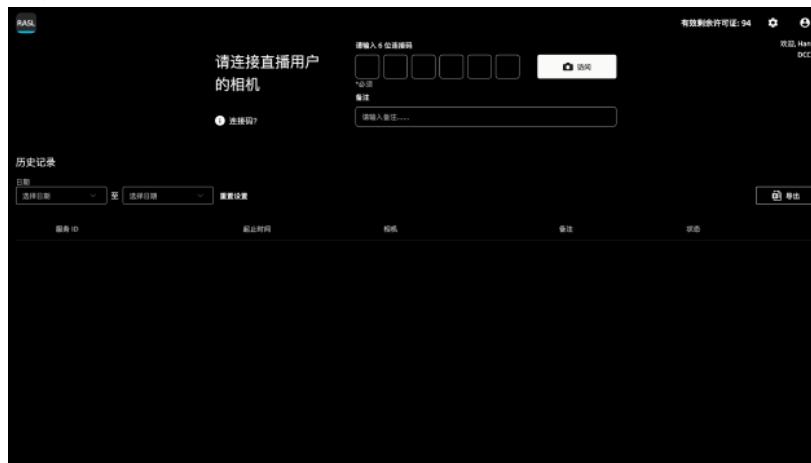 RASL
有效剩余许可证: 94
欢迎, Han
DCC
请连接直播用户
的相机
连接码?
请输入 6 位连接码
访问
*必须
备注
请输入备注......
历史记录
日期
选择日期 至 选择日期 重置设置
导出
服务 ID 起止时间 相机 备注 状态